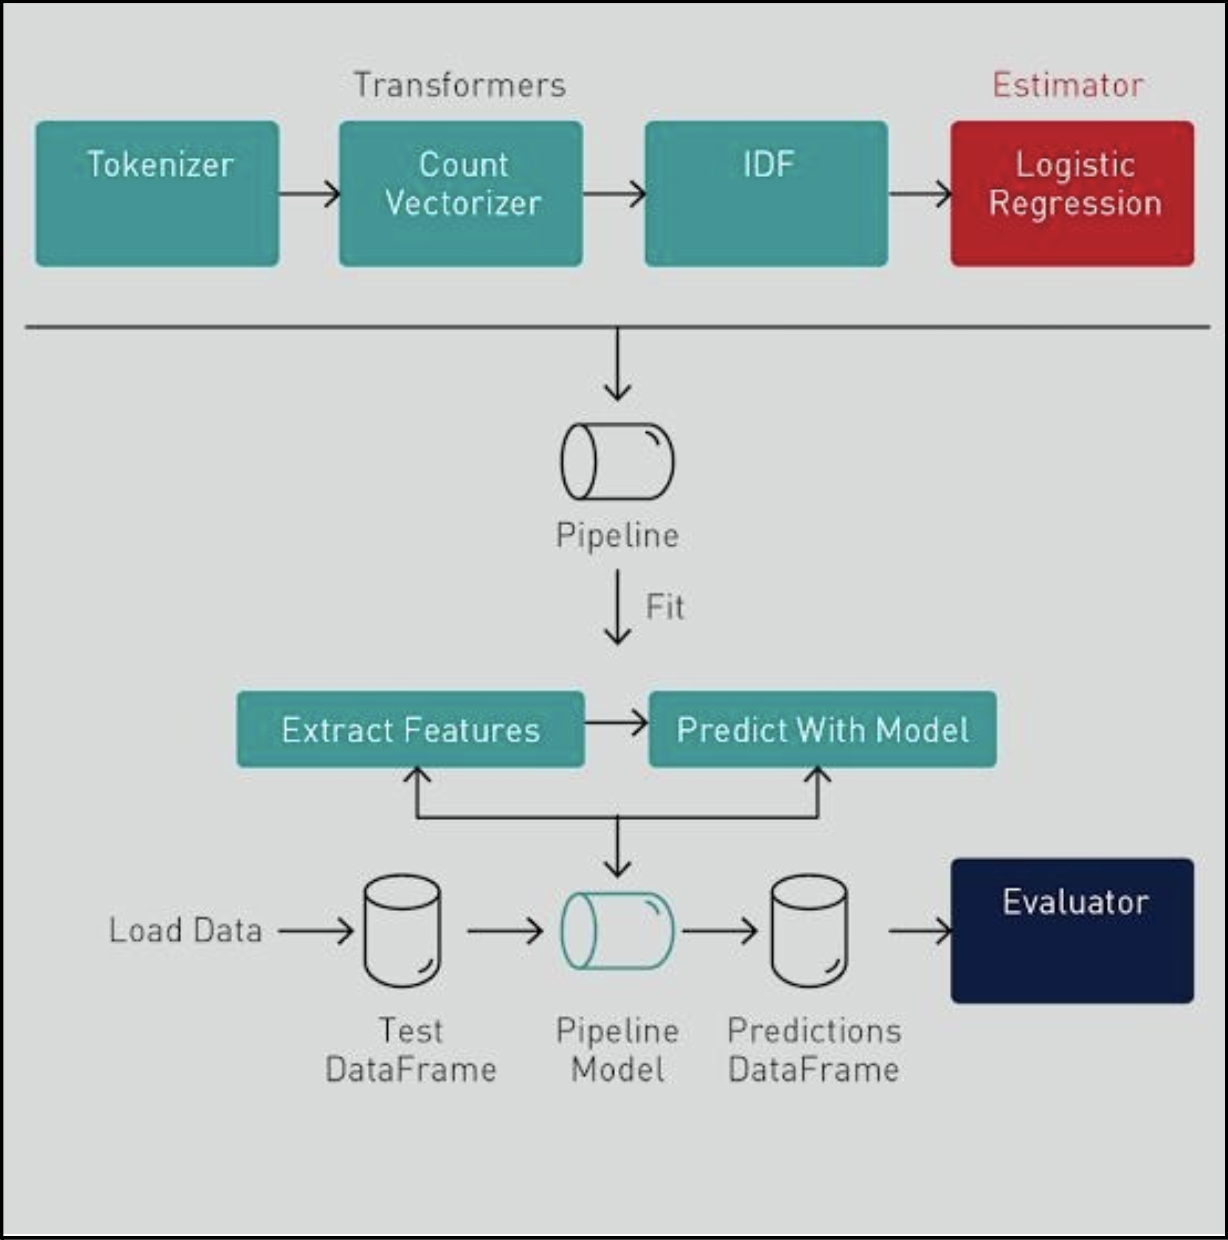 Transformers
Estimator
Tokenizer
Count
Vectorizer
IDF
Logistic
Regression
Pipeline
Fit
Extract Features
Predict With Model
Load Data
Evaluator
Test
DataFrame
Pipeline
Model
Predictions
DataFrame